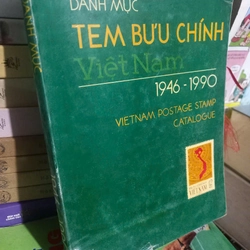 DANH MỤC
TEM BƯU CHÍNH
Việt Nam
1946 - 1990
VIETNAM POSTAGE STAMP
CATALOGUE